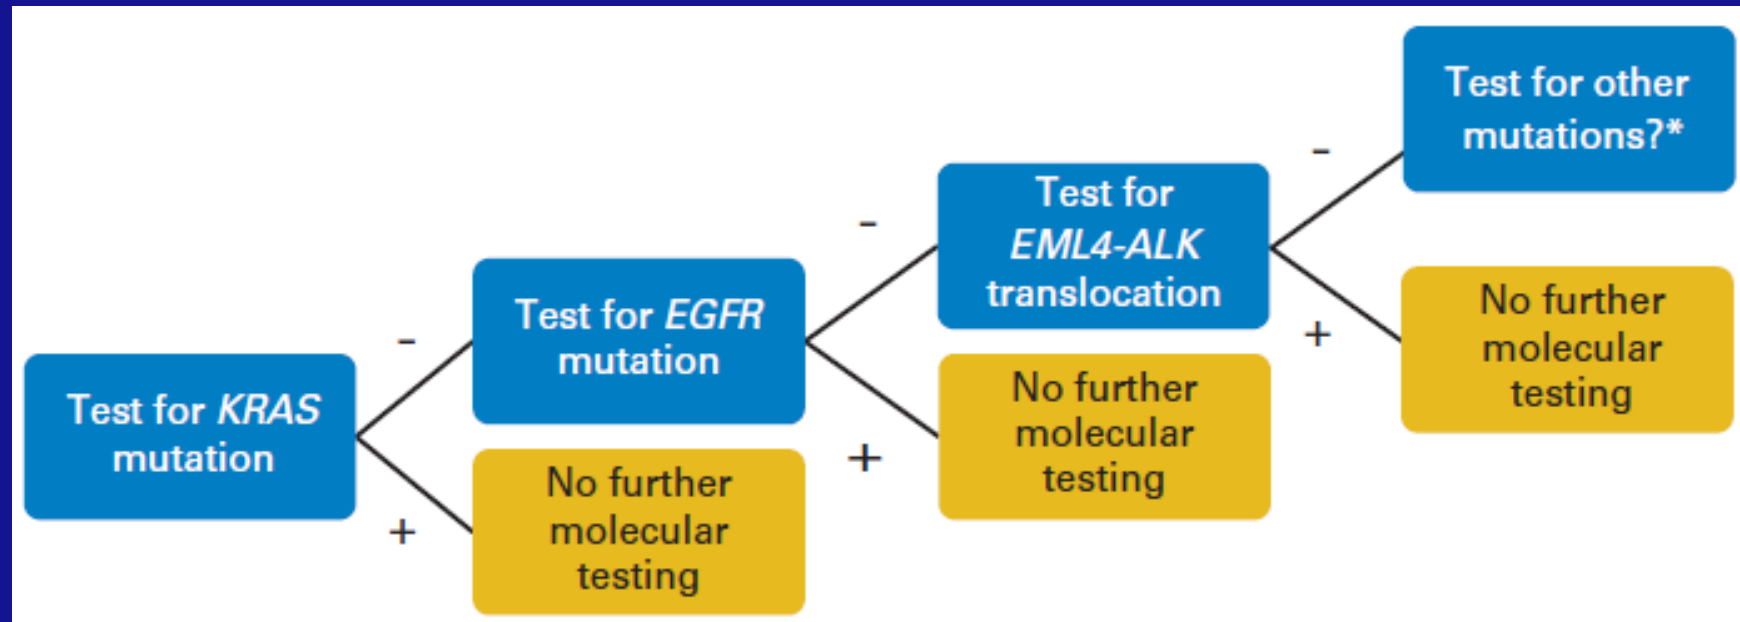 Test for KRAS
mutation
-
+
Test for EGFR
mutation
No further
molecular
testing
-
+
Test for
EML4-ALK
translocation
No further
molecular
testing
-
+
Test for other
mutations?*
No further
molecular
testing